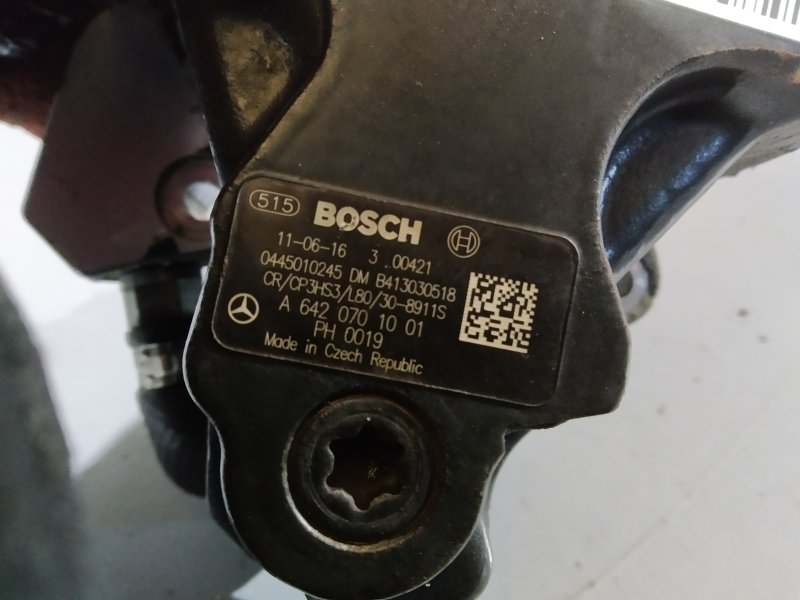 515 BOSCH
11-06-16 3 00421
0445010245 DM B413030518
CR/CP3HS3/L80/30-8911S
A 642 070 10 01
PH 0019
Made in Czech Republic